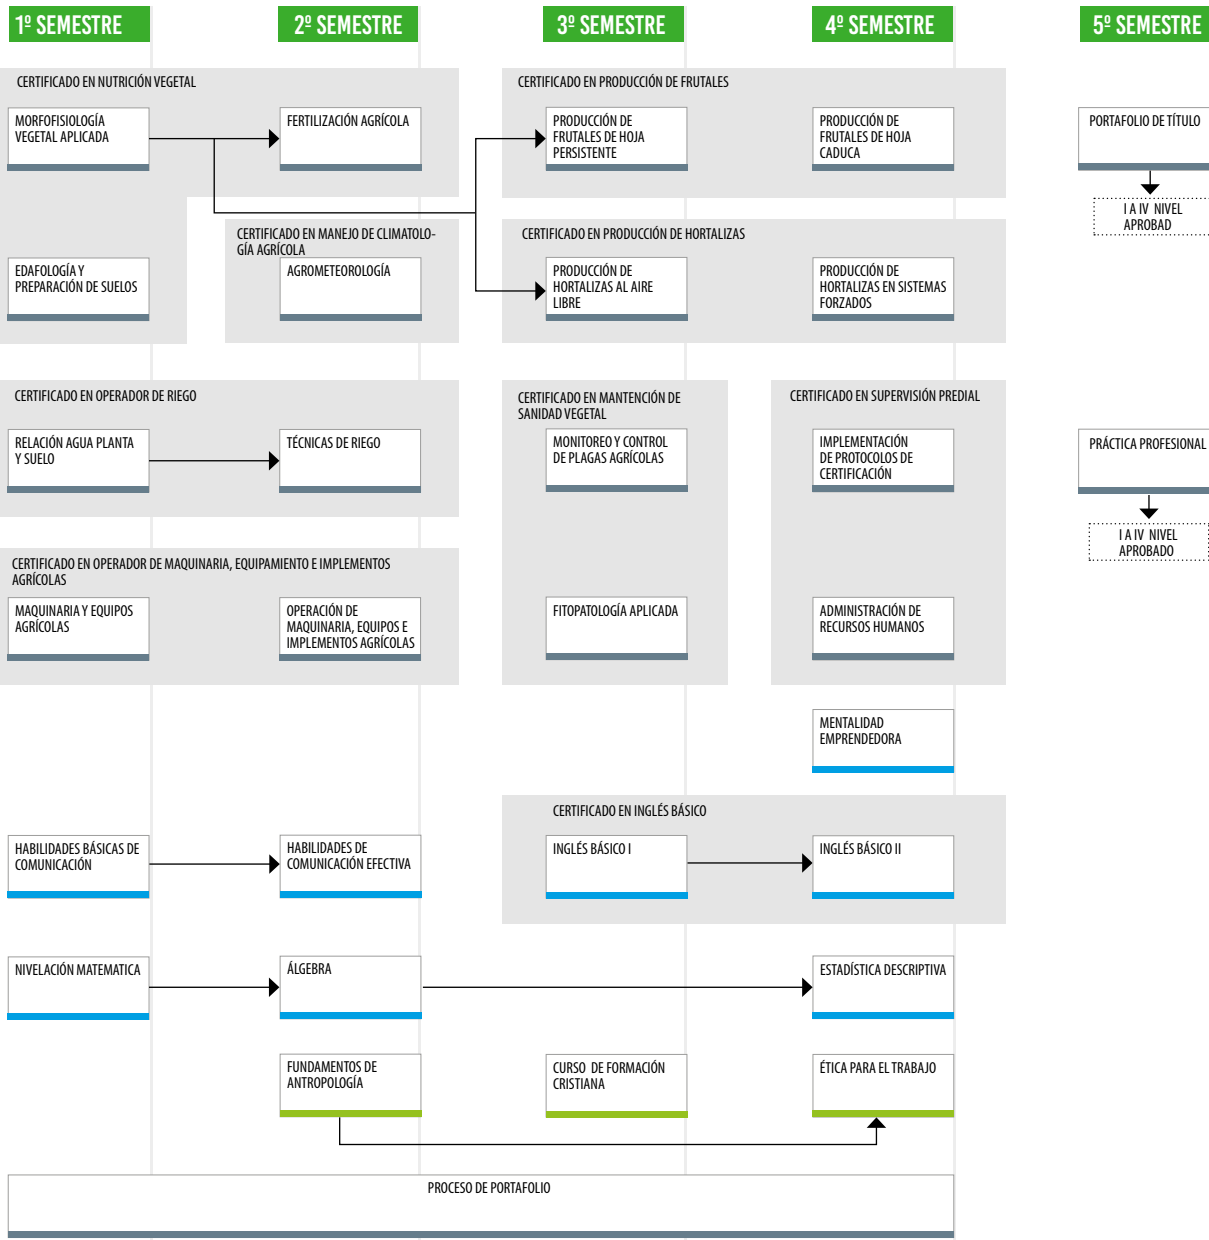 1º SEMESTRE
2º SEMESTRE
3º SEMESTRE
4º SEMESTRE
5º SEMESTRE
CERTIFICADO EN NUTRICIÓN VEGETAL
CERTIFICADO EN PRODUCCIÓN DE FRUTALES
MORFOFISIOLOGÍA
VEGETAL APLICADA
FERTILIZACIÓN AGRÍCOLA
PRODUCCIÓN DE
FRUTALES DE HOJA
PERSISTENTE
PRODUCCIÓN DE
FRUTALES DE HOJA
CADUCA
PORTAFOLIO DE TÍTULO
I A IV NIVEL
APROBAD
CERTIFICADO EN MANEJO DE CLIMATOLO-
GÍA AGRÍCOLA
CERTIFICADO EN PRODUCCIÓN DE HORTALIZAS
EDAFOLOGÍA Y
PREPARACIÓN DE SUELOS
AGROMETEOROLOGÍA
PRODUCCIÓN DE
HORTALIZAS AL AIRE
LIBRE
PRODUCCIÓN DE
HORTALIZAS EN SISTEMAS
FORZADOS
CERTIFICADO EN OPERADOR DE RIEGO
CERTIFICADO EN MANTENCIÓN DE
SANIDAD VEGETAL
CERTIFICADO EN SUPERVISIÓN PREDIAL
RELACIÓN AGUA PLANTA
Y SUELO
TÉCNICAS DE RIEGO
MONITOREO Y CONTROL
DE PLAGAS AGRÍCOLAS
IMPLEMENTACIÓN
DE PROTOCOLOS DE
CERTIFICACIÓN
PRÁCTICA PROFESIONAL
I A IV NIVEL
APROBADO
CERTIFICADO EN OPERADOR DE MAQUINARIA, EQUIPAMIENTO E IMPLEMENTOS
AGRÍCOLAS
MAQUINARIA Y EQUIPOS
AGRÍCOLAS
OPERACIÓN DE
MAQUINARIA, EQUIPOS E
IMPLEMENTOS AGRÍCOLAS
FITOPATOLOGÍA APLICADA
ADMINISTRACIÓN DE
RECURSOS HUMANOS
MENTALIDAD
EMPRENDEDORA
CERTIFICADO EN INGLÉS BÁSICO
HABILIDADES BÁSICAS DE
COMUNICACIÓN
HABILIDADES DE
COMUNICACIÓN EFECTIVA
INGLÉS BÁSICO I
INGLÉS BÁSICO II
NIVELACIÓN MATEMATICA
ÁLGEBRA
ESTADÍSTICA DESCRIPTIVA
FUNDAMENTOS DE
ANTROPOLOGÍA
CURSO DE FORMACIÓN
CRISTIANA
ÉTICA PARA EL TRABAJO
PROCESO DE PORTAFOLIO